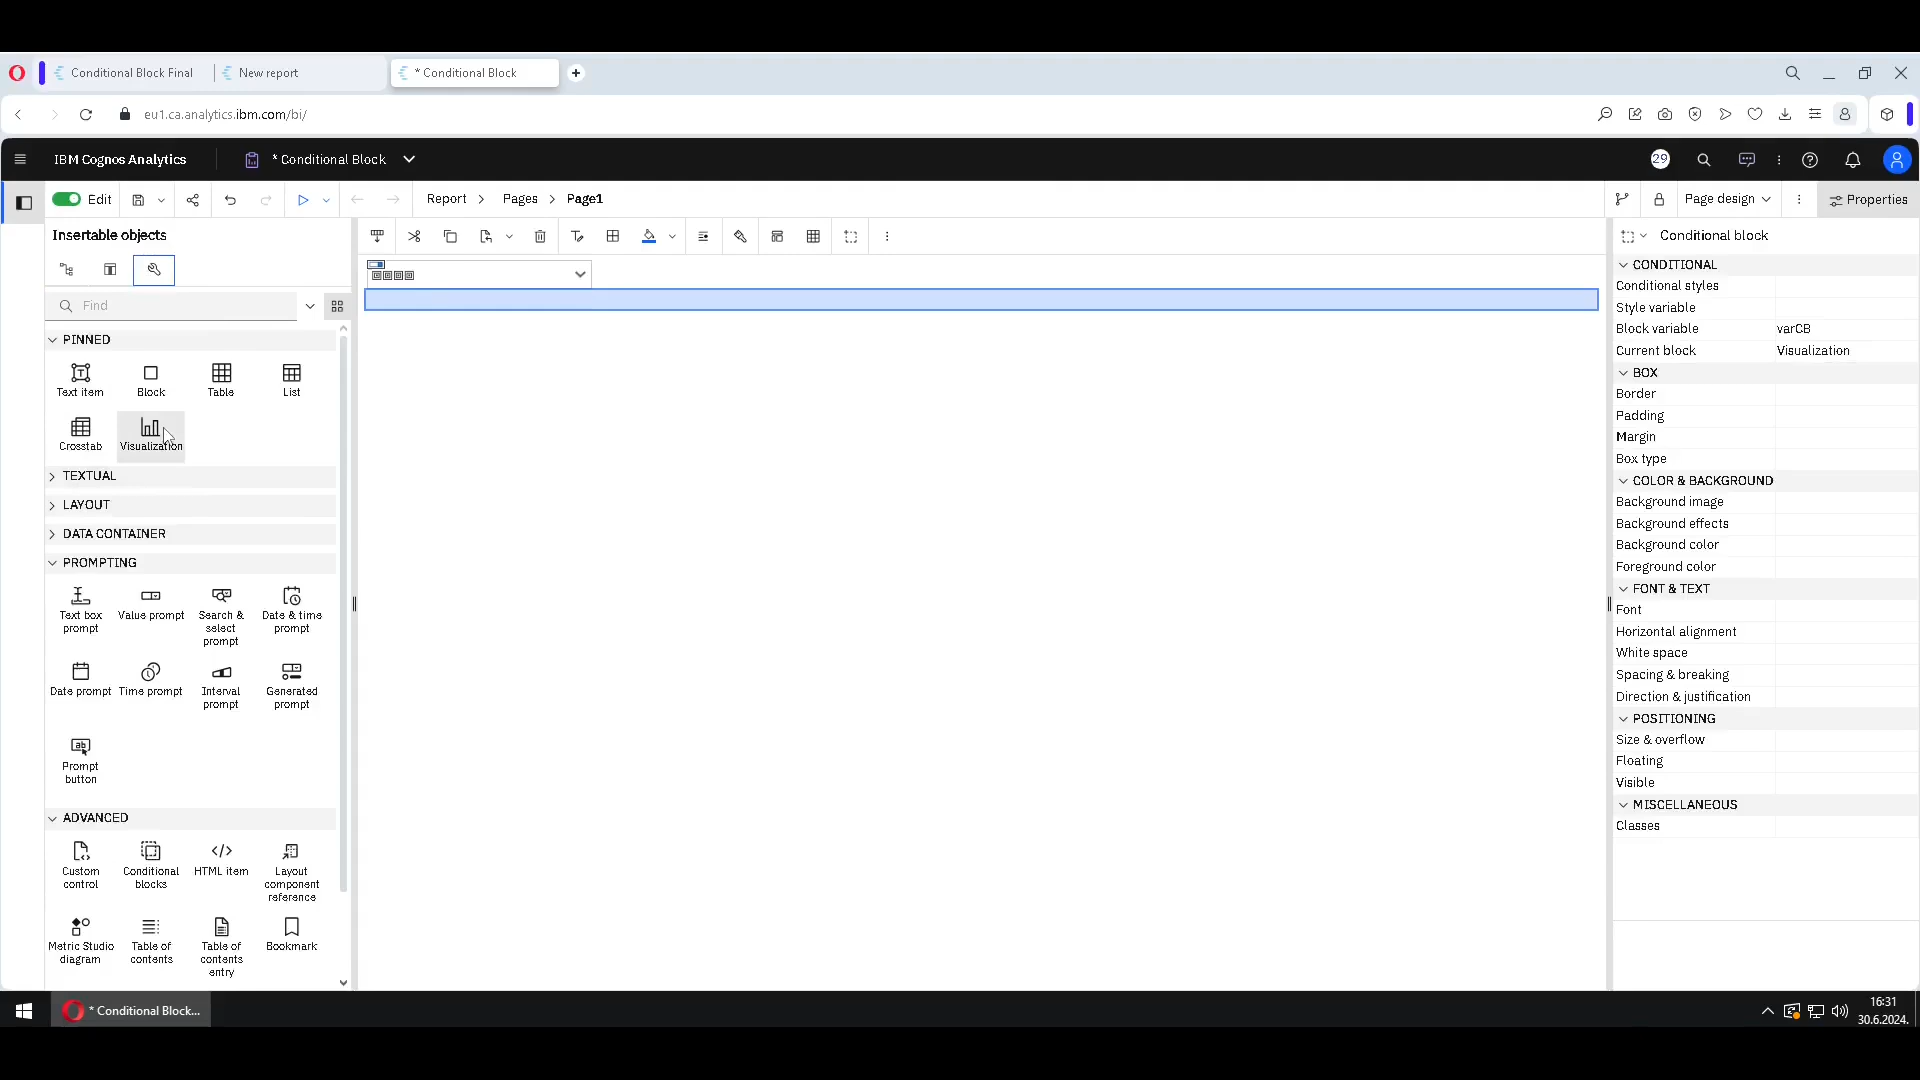 Conditional Block Final
New report
* Conditional Block
eu1.ca.analytics.ibm.com/bi/
IBM Cognos Analytics
* Conditional Block
29
Edit
Report
Pages
Page1
Page design
Properties
Insertable objects
Conditional block
Find
PINNED
Text item
Block
Table
List
Crosstab
Visualization
TEXTUAL
LAYOUT
DATA CONTAINER
PROMPTING
Text box
prompt
Value prompt
Search &
select
prompt
Date & time
prompt
Date prompt
Time prompt
Interval
prompt
Generated
prompt
Prompt
button
ADVANCED
Custom
control
Conditional
blocks
HTML item
Layout
component
reference
Metric Studio
diagram
Table of
contents
Table of
contents
entry
Bookmark
CONDITIONAL
Conditional styles
Style variable
Block variable varCB
Current block Visualization
BOX
Border
Padding
Margin
Box type
COLOR & BACKGROUND
Background image
Background effects
Background color
Foreground color
FONT & TEXT
Font
Horizontal alignment
White space
Spacing & breaking
Direction & justification
POSITIONING
Size & overflow
Floating
Visible
MISCELLANEOUS
Classes
* Conditional Block...
16:31
30.6.2024.